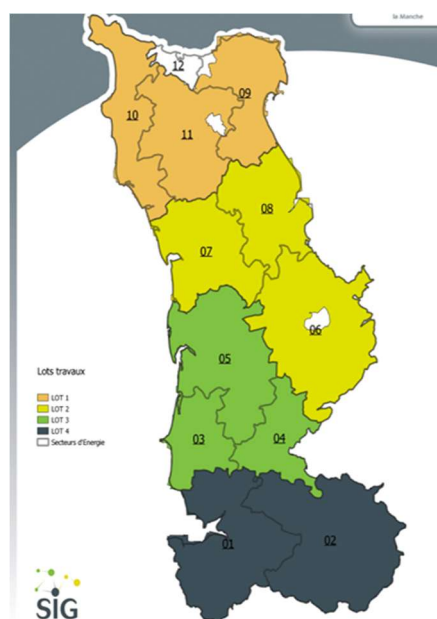 la Manche
12
09
10
11
08
07
06
05
03
04
01
02
Lots travaux
LOT 1
LOT 2
LOT 3
LOT 4
Secteurs d'Energie
SIG